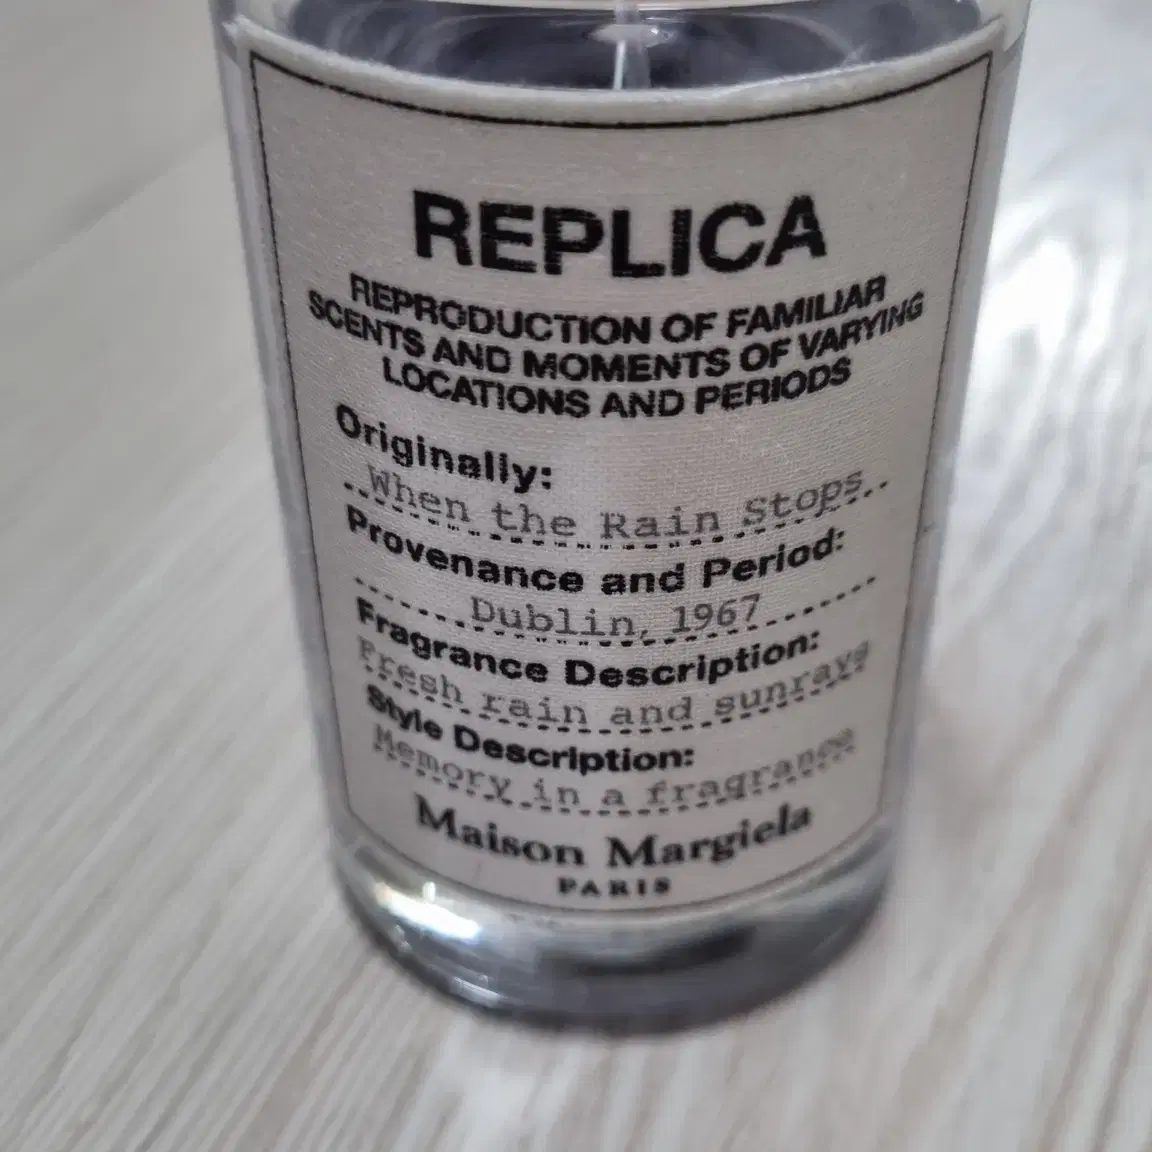 REPLICA
REPRODUCTION OF FAMILIAR
SCENTS AND MOMENTS OF VARYING
LOCATIONS AND PERIODS
Originally:
When the Rain Stops
Provenance and Period:
Dublin, 1967
Fragrance Description:
Fresh rain and sunrays
Style Description:
Memory in a fragrance
Maison Margiela
PARIS